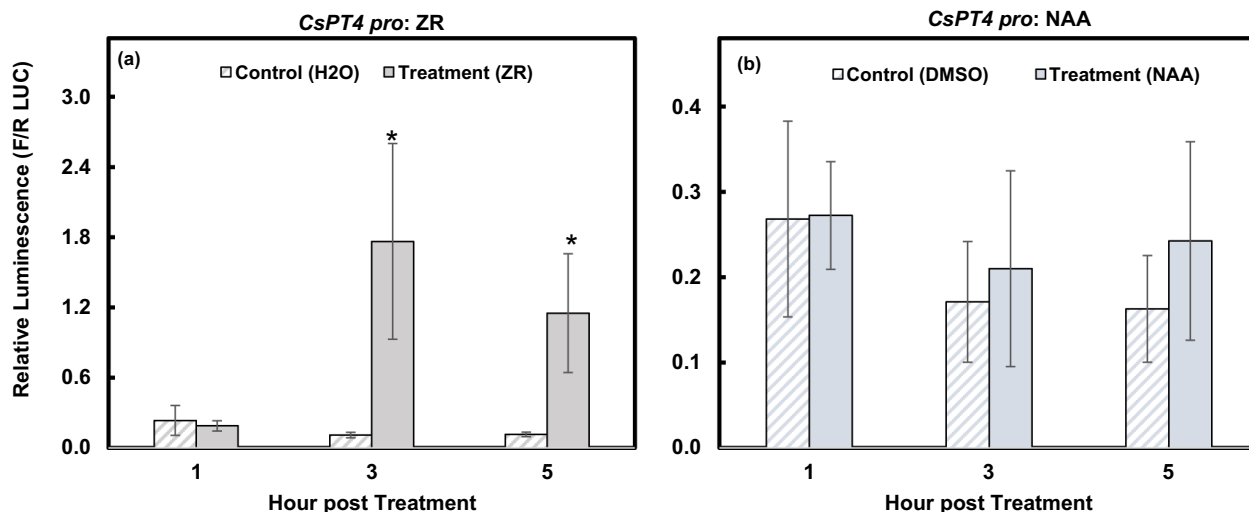 CsPT4 pro: ZR
(a)
Control (H2O) Treatment (ZR)
Relative Luminescence (F/R LUC)
3.0
2.4
1.8
1.2
0.6
0.0
*
*
1 3 5
Hour post Treatment
CsPT4 pro: NAA
(b)
Control (DMSO) Treatment (NAA)
0.4
0.3
0.2
0.1
0.0
1 3 5
Hour post Treatment